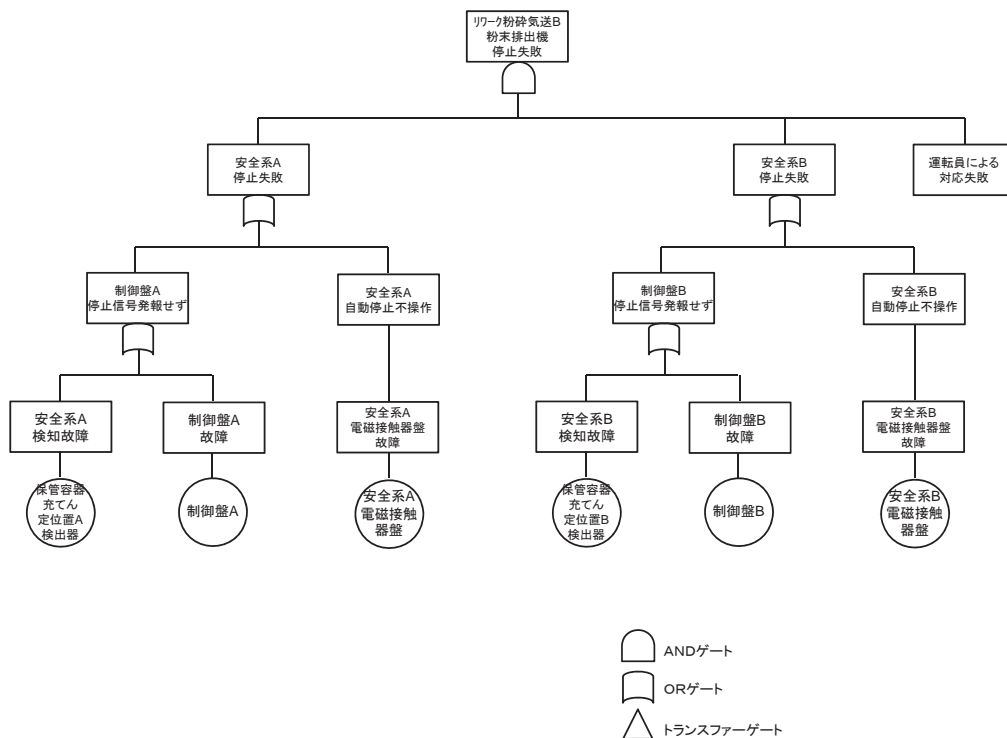 リワーク粉砕気送B
粉末排出機
停止失敗
安全系A
停止失敗
安全系B
停止失敗
運転員による
対応失敗
制御盤A
停止信号発報せず
安全系A
自動停止不操作
制御盤B
停止信号発報せず
安全系B
自動停止不操作
安全系A
検知故障
制御盤A
故障
安全系A
電磁接触器盤
故障
安全系B
検知故障
制御盤B
故障
安全系B
電磁接触器盤
故障
保管容器
充てん
定位置A
検出器
制御盤A
安全系A
電磁接触
器盤
保管容器
充てん
定位置B
検出器
制御盤B
安全系B
電磁接触
器盤
ANDゲート
ORゲート
トランスファーゲート